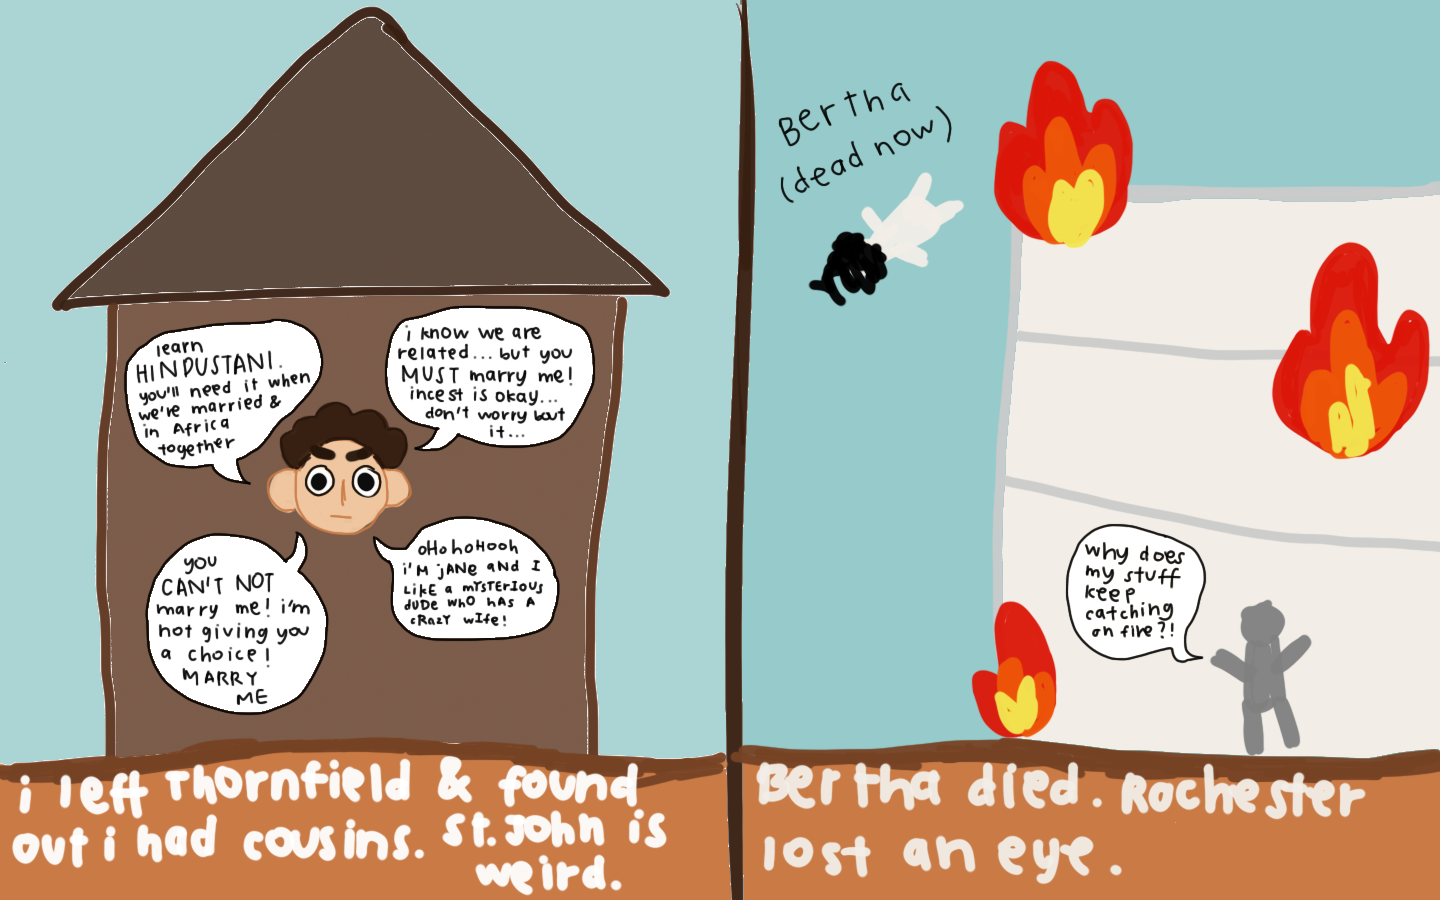 learn
HINDUSTANI.
you'll need it when
we're married &
in Africa
together
i know we are
related... but you
MUST marry me!
incest is okay...
don't worry bout
it...
you
CAN'T NOT
marry me! i'm
not giving you
a choice!
MARRY
ME
oHohoHooh
i'M jANe aNd I
LikE a mYSTERIOUS
dUDe wHO hAs A
cRazY wIfe!
i left Thornfield & found
out i had cousins. St. John is
weird.
Bertha
(dead now)
why does
my stuff
keep
catching
on fire?!
Bertha died. Rochester
lost an eye.